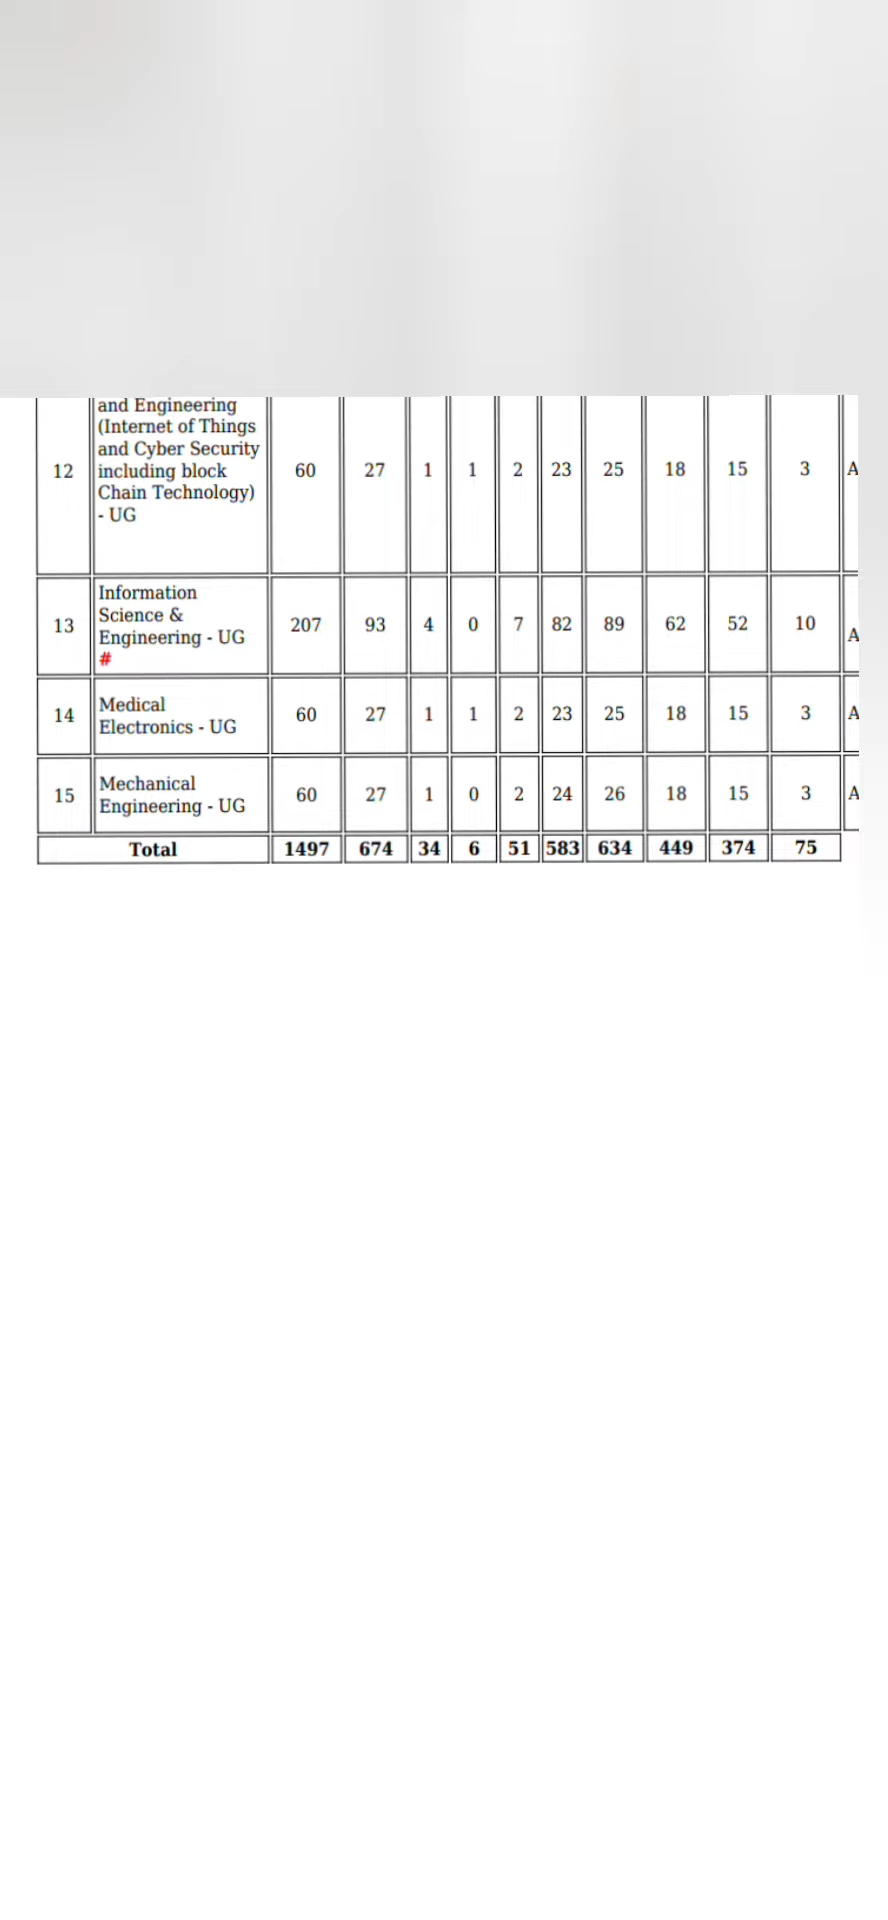 and Engineering
(Internet of Things
and Cyber Security
12 including block 60 27 1 1 2 23 25 18 15 3 A
Chain Technology)
- UG
Information
Science &
13 Engineering - UG 207 93 4 0 7 82 89 62 52 10 A
#
Medical
14 Electronics - UG 60 27 1 1 2 23 25 18 15 3 A
Mechanical
15 Engineering - UG 60 27 1 0 2 24 26 18 15 3 A
Total 1497 674 34 6 51 583 634 449 374 75